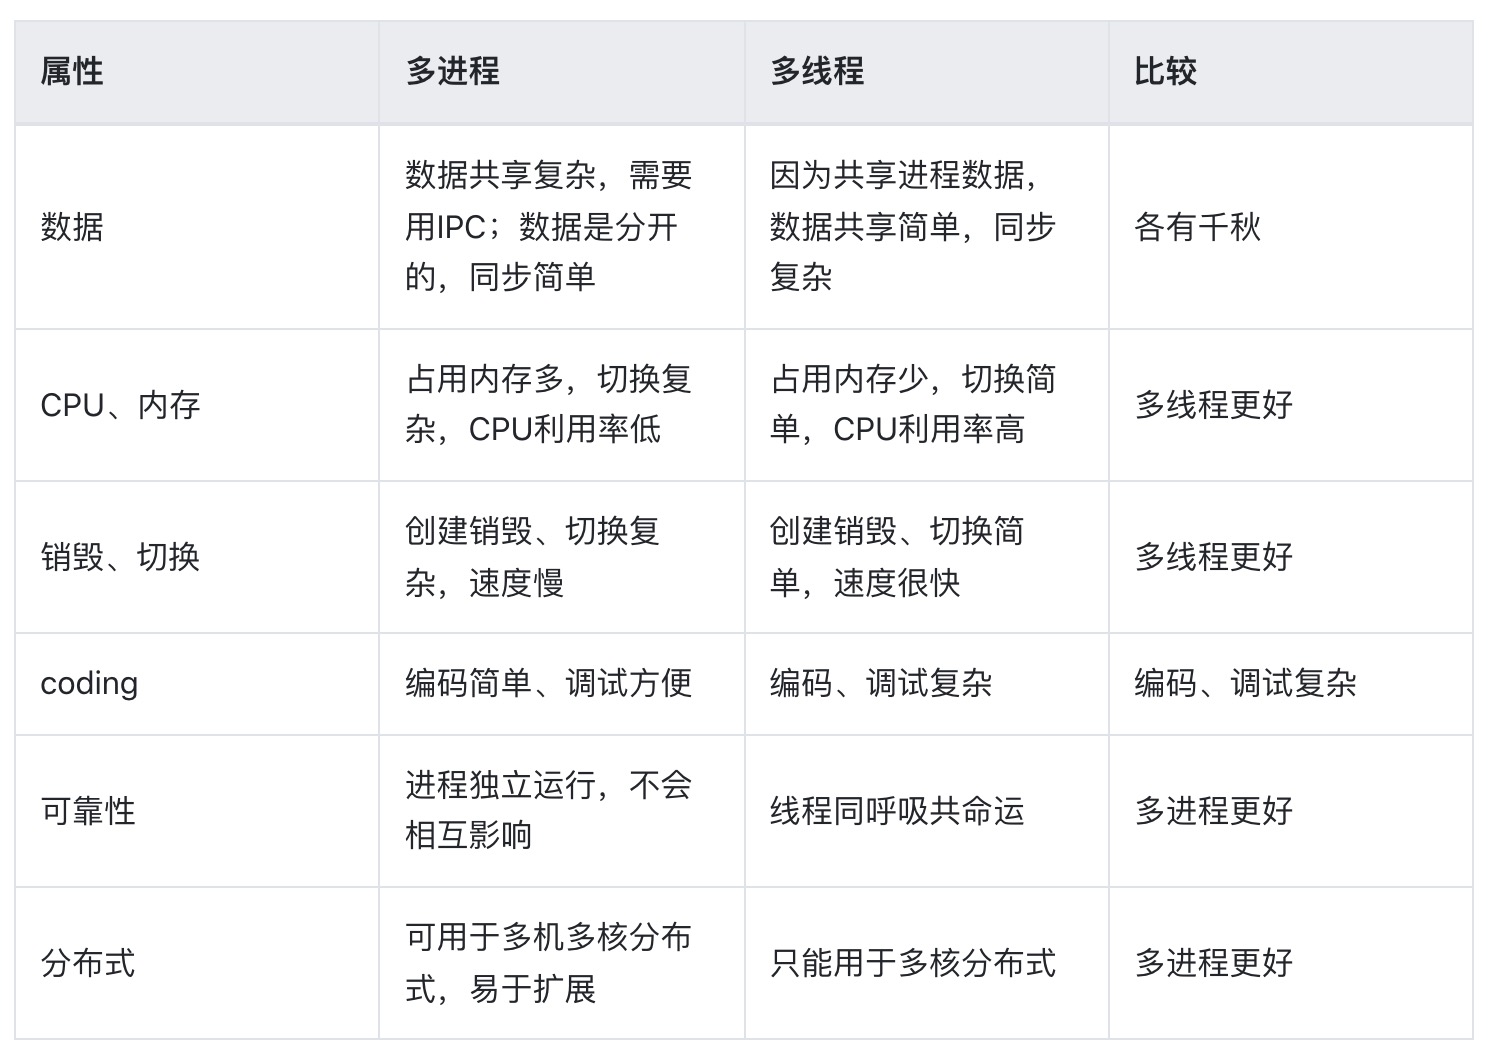 属性
多进程
多线程
比较
数据
数据共享复杂，需要
用IPC；数据是分开
的，同步简单
因为共享进程数据，
数据共享简单，同步
复杂
各有千秋
CPU、内存
占用内存多，切换复
杂，CPU利用率低
占用内存少，切换简
单，CPU利用率高
多线程更好
销毁、切换
创建销毁、切换复
杂，速度慢
创建销毁、切换简
单，速度很快
多线程更好
coding
编码简单、调试方便
编码、调试复杂
编码、调试复杂
可靠性
进程独立运行，不会
相互影响
线程同呼吸共命运
多进程更好
分布式
可用于多机多核分布
式，易于扩展
只能用于多核分布式
多进程更好